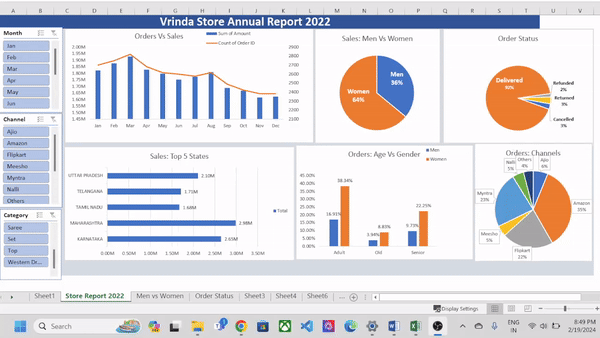 A B C D E F G H I J K L M N O P Q R S T U V
Vrinda Store Annual Report 2022
Month
Jan
Feb
Mar
Apr
May
Jun
Channel
Ajio
Amazon
Flipkart
Meesho
Myntra
Nalli
Others
Category
Saree
Set
Top
Western Dr...
Orders Vs Sales
Sum of Amount
Count of Order ID
2.00M
1.95M
1.90M
1.85M
1.80M
1.75M
1.70M
1.65M
1.60M
1.55M
1.50M
1.45M
2900
2800
2700
2600
2500
2400
2300
2200
2100
Jan Feb Mar Apr May Jun Jul Aug Sep Oct Nov Dec
Sales: Men Vs Women
Men
36%
Women
64%
Order Status
Delivered
Refunded
2%
Returned
3%
Cancelled
3%
Sales: Top 5 States
UTTAR PRADESH 2.10M
TELANGANA 1.71M
TAMIL NADU 1.68M
MAHARASHTRA 2.98M
KARNATAKA 2.65M
Total
0.00M 0.50M 1.00M 1.50M 2.00M 2.50M 3.00M 3.50M
Orders: Age Vs Gender
Men
Women
45.00%
40.00%
35.00%
30.00%
25.00%
20.00%
15.00%
10.00%
5.00%
0.00%
38.34%
22.25%
Adult Old Senior
Orders: Channels
Others
4%
Ajio
6%
Nalli
5%
Myntra
23%
Amazon
35%
Meesho
5%
Flipkart
22%
Sheet1 Store Report 2022 Men vs Women Order Status Sheet3 Sheet4 Sheet6 ...
Display Settings
Search
ENG
IN
8:49 PM
2/19/2024